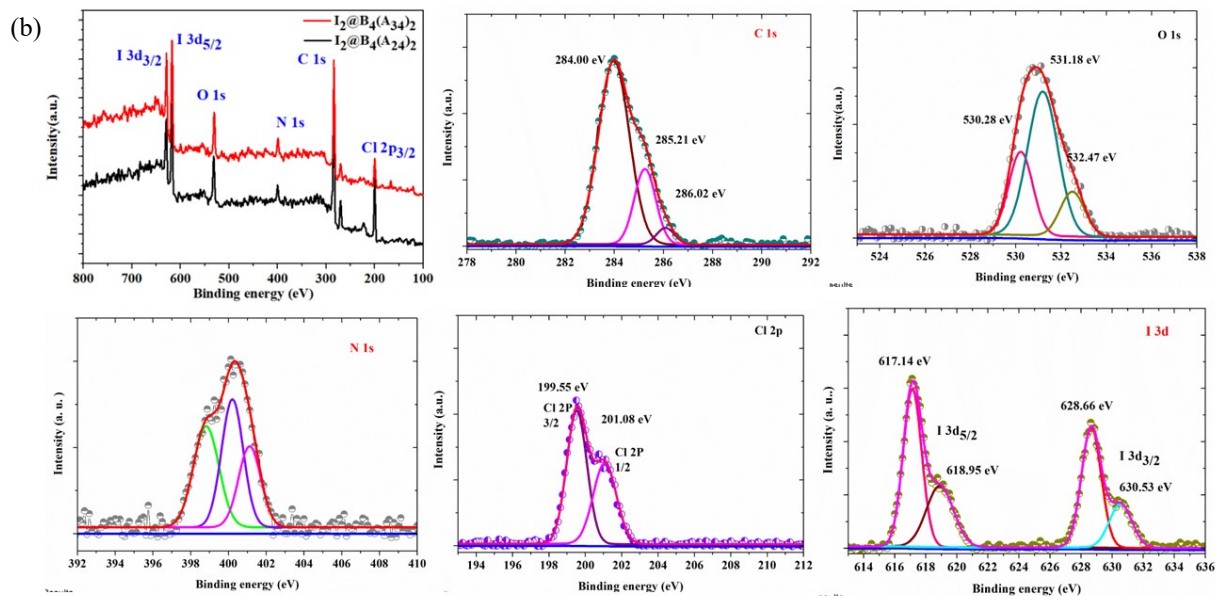 (b)
I₂@B₄(A₃₄)₂
I₂@B₄(A₂₄)₂
I 3d₃/₂
I 3d₅/₂
O 1s
N 1s
C 1s
Cl 2p₃/₂
Intensity(a.u.)
800 700 600 500 400 300 200 100
Binding energy (eV)
C 1s
284.00 eV
285.21 eV
286.02 eV
Intensity (a.u.)
278 280 282 284 286 288 290 292
Binding energy (eV)
O 1s
531.18 eV
530.28 eV
532.47 eV
Intensity (a.u.)
524 526 528 530 532 534 536 538
Binding energy (eV)
N 1s
Intensity (a. u. )
392 394 396 398 400 402 404 406 408 410
Binding energy (eV)
Cl 2p
199.55 eV
Cl 2P
3/2
201.08 eV
Cl 2P
1/2
Intensity (a. u.)
194 196 198 200 202 204 206 208 210 212
Binding energy (eV)
I 3d
617.14 eV
I 3d₅/₂
618.95 eV
628.66 eV
I 3d₃/₂
630.53 eV
Intensity (a. u.)
614 616 618 620 622 624 626 628 630 632 634 636
Binding energy (eV)